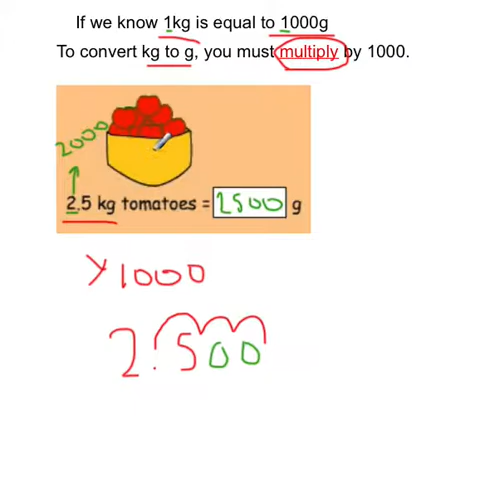 If we know 1kg is equal to 1000g
To convert kg to g, you must multiply by 1000.
2000
2.5 kg tomatoes = 2500 g
×1000
2.500